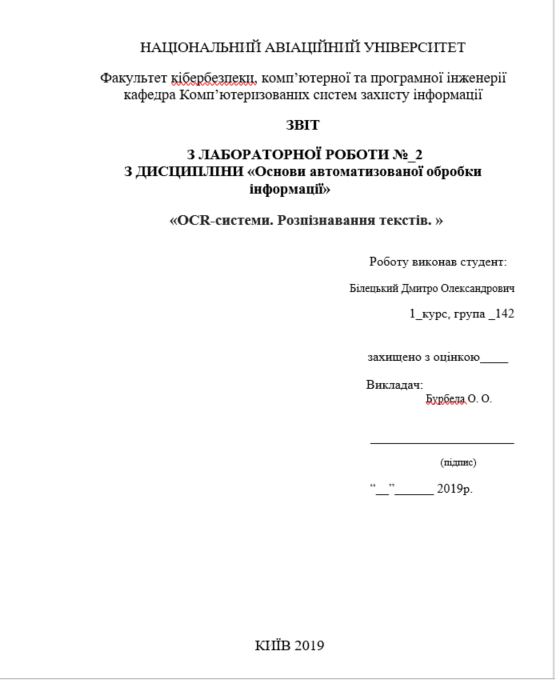 НАЦІОНАЛЬНИЙ АВІАЦІЙНИЙ УНІВЕРСИТЕТ
Факультет кібербезпеки, комп’ютерної та програмної інженерії
кафедра Комп’ютеризованих систем захисту інформації
ЗВІТ
З ЛАБОРАТОРНОЇ РОБОТИ №_2
З ДИСЦИПЛІНИ «Основи автоматизованої обробки
інформації»
«OCR-системи. Розпізнавання текстів. »
Роботу виконав студент:
Білецький Дмитро Олександрович
1_курс, група _142
захищено з оцінкою____
Викладач:
Бурбела О. О.
______________________
(підпис)
“__”______ 2019р.
КИЇВ 2019